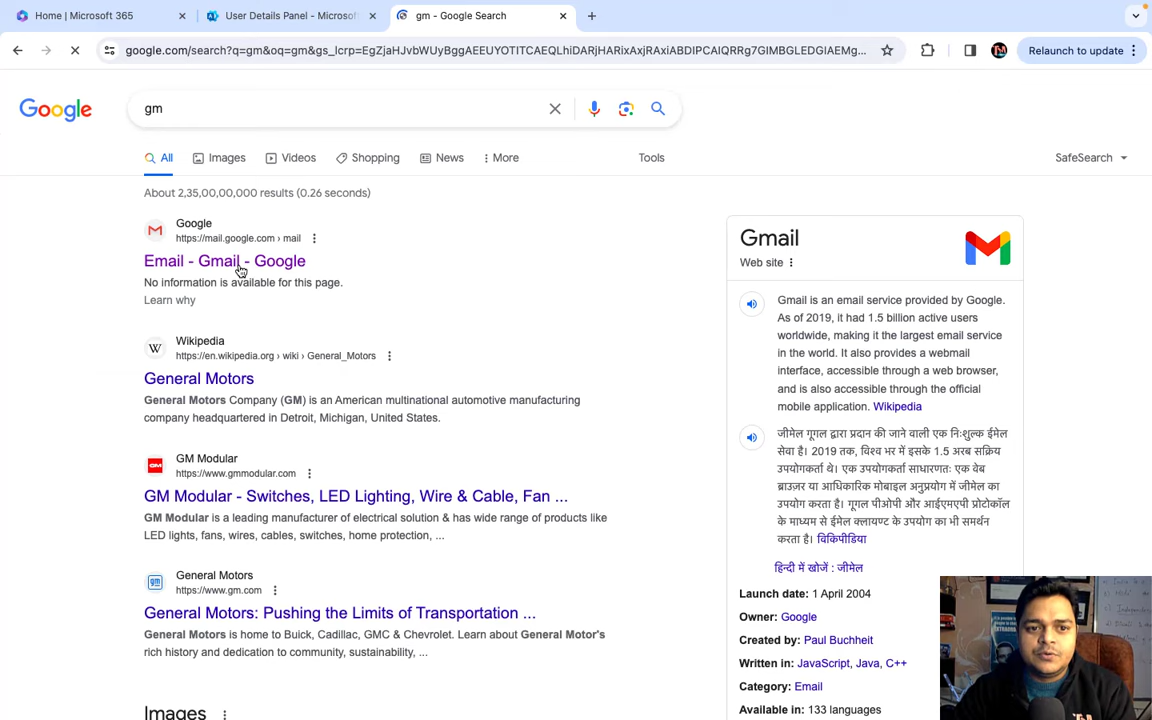 Home | Microsoft 365
User Details Panel - Microsof
gm - Google Search
google.com/search?q=gm&oq=gm&gs_lcrp=EgZjaHJvbWUyBggAEEUYOTITCAEQLhiDARjHARixAxjRAxiABDIPCAIQRRg7GIMBGLEDGIAEMg...
Relaunch to update
Google
gm
All
Images
Videos
Shopping
News
More
Tools
SafeSearch
About 2,35,00,00,000 results (0.26 seconds)
Google
https://mail.google.com › mail
Email - Gmail - Google
No information is available for this page.
Learn why
Wikipedia
https://en.wikipedia.org › wiki › General_Motors
General Motors
General Motors Company (GM) is an American multinational automotive manufacturing
company headquartered in Detroit, Michigan, United States.
GM Modular
https://www.gmmodular.com
GM Modular - Switches, LED Lighting, Wire & Cable, Fan ...
GM Modular is a leading manufacturer of electrical solution & has wide range of products like
LED lights, fans, wires, cables, switches, home protection, ...
General Motors
https://www.gm.com
General Motors: Pushing the Limits of Transportation ...
General Motors is home to Buick, Cadillac, GMC & Chevrolet. Learn about General Motor's
rich history and dedication to community, sustainability, ...
Images
Gmail
Web site
Gmail is an email service provided by Google.
As of 2019, it had 1.5 billion active users
worldwide, making it the largest email service
in the world. It also provides a webmail
interface, accessible through a web browser,
and is also accessible through the official
mobile application. Wikipedia
जीमेल गूगल द्वारा प्रदान की जाने वाली एक निःशुल्क ईमेल
सेवा है। 2019 तक, विश्व भर में इसके 1.5 अरब सक्रिय
उपयोगकर्ता थे। एक उपयोगकर्ता साधारणतः एक वेब
ब्राउज़र या आधिकारिक मोबाइल अनुप्रयोग में जीमेल का
उपयोग करता है। गूगल पीओपी और आईएमएपी प्रोटोकॉल
के माध्यम से ईमेल क्लायण्ट के उपयोग का भी समर्थन
करता है। विकिपीडिया
हिन्दी में खोजें : जीमेल
Launch date: 1 April 2004
Owner: Google
Created by: Paul Buchheit
Written in: JavaScript, Java, C++
Category: Email
Available in: 133 languages